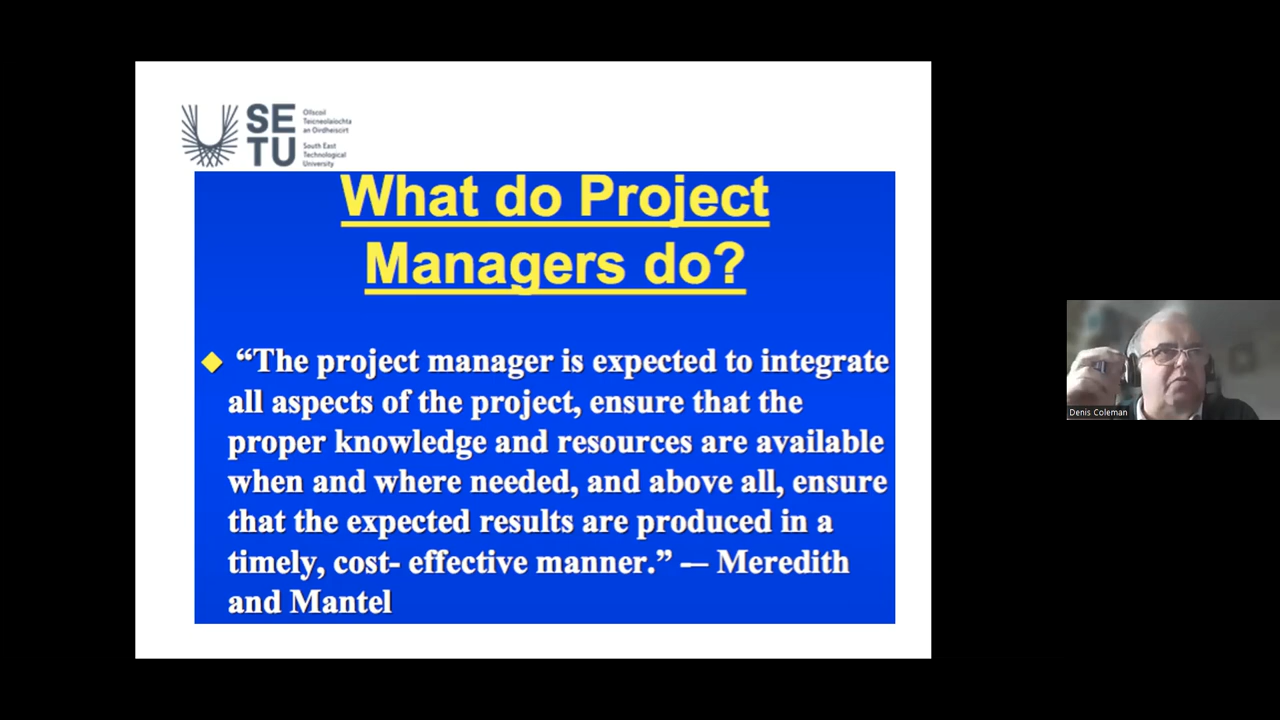 SE
TU
Ollscoil
Teicneolaíochta
an Oirdheiscirt
South East
Technological
University
What do Project
Managers do?
“The project manager is expected to integrate
all aspects of the project, ensure that the
proper knowledge and resources are available
when and where needed, and above all, ensure
that the expected results are produced in a
timely, cost- effective manner.” — Meredith
and Mantel
Denis Coleman